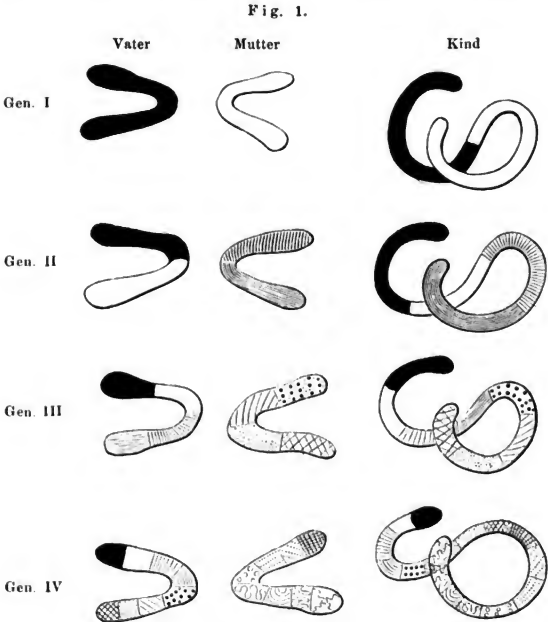 Fig. 1.
Vater Mutter Kind
Gen. I
Gen. II
Gen. III
Gen. IV